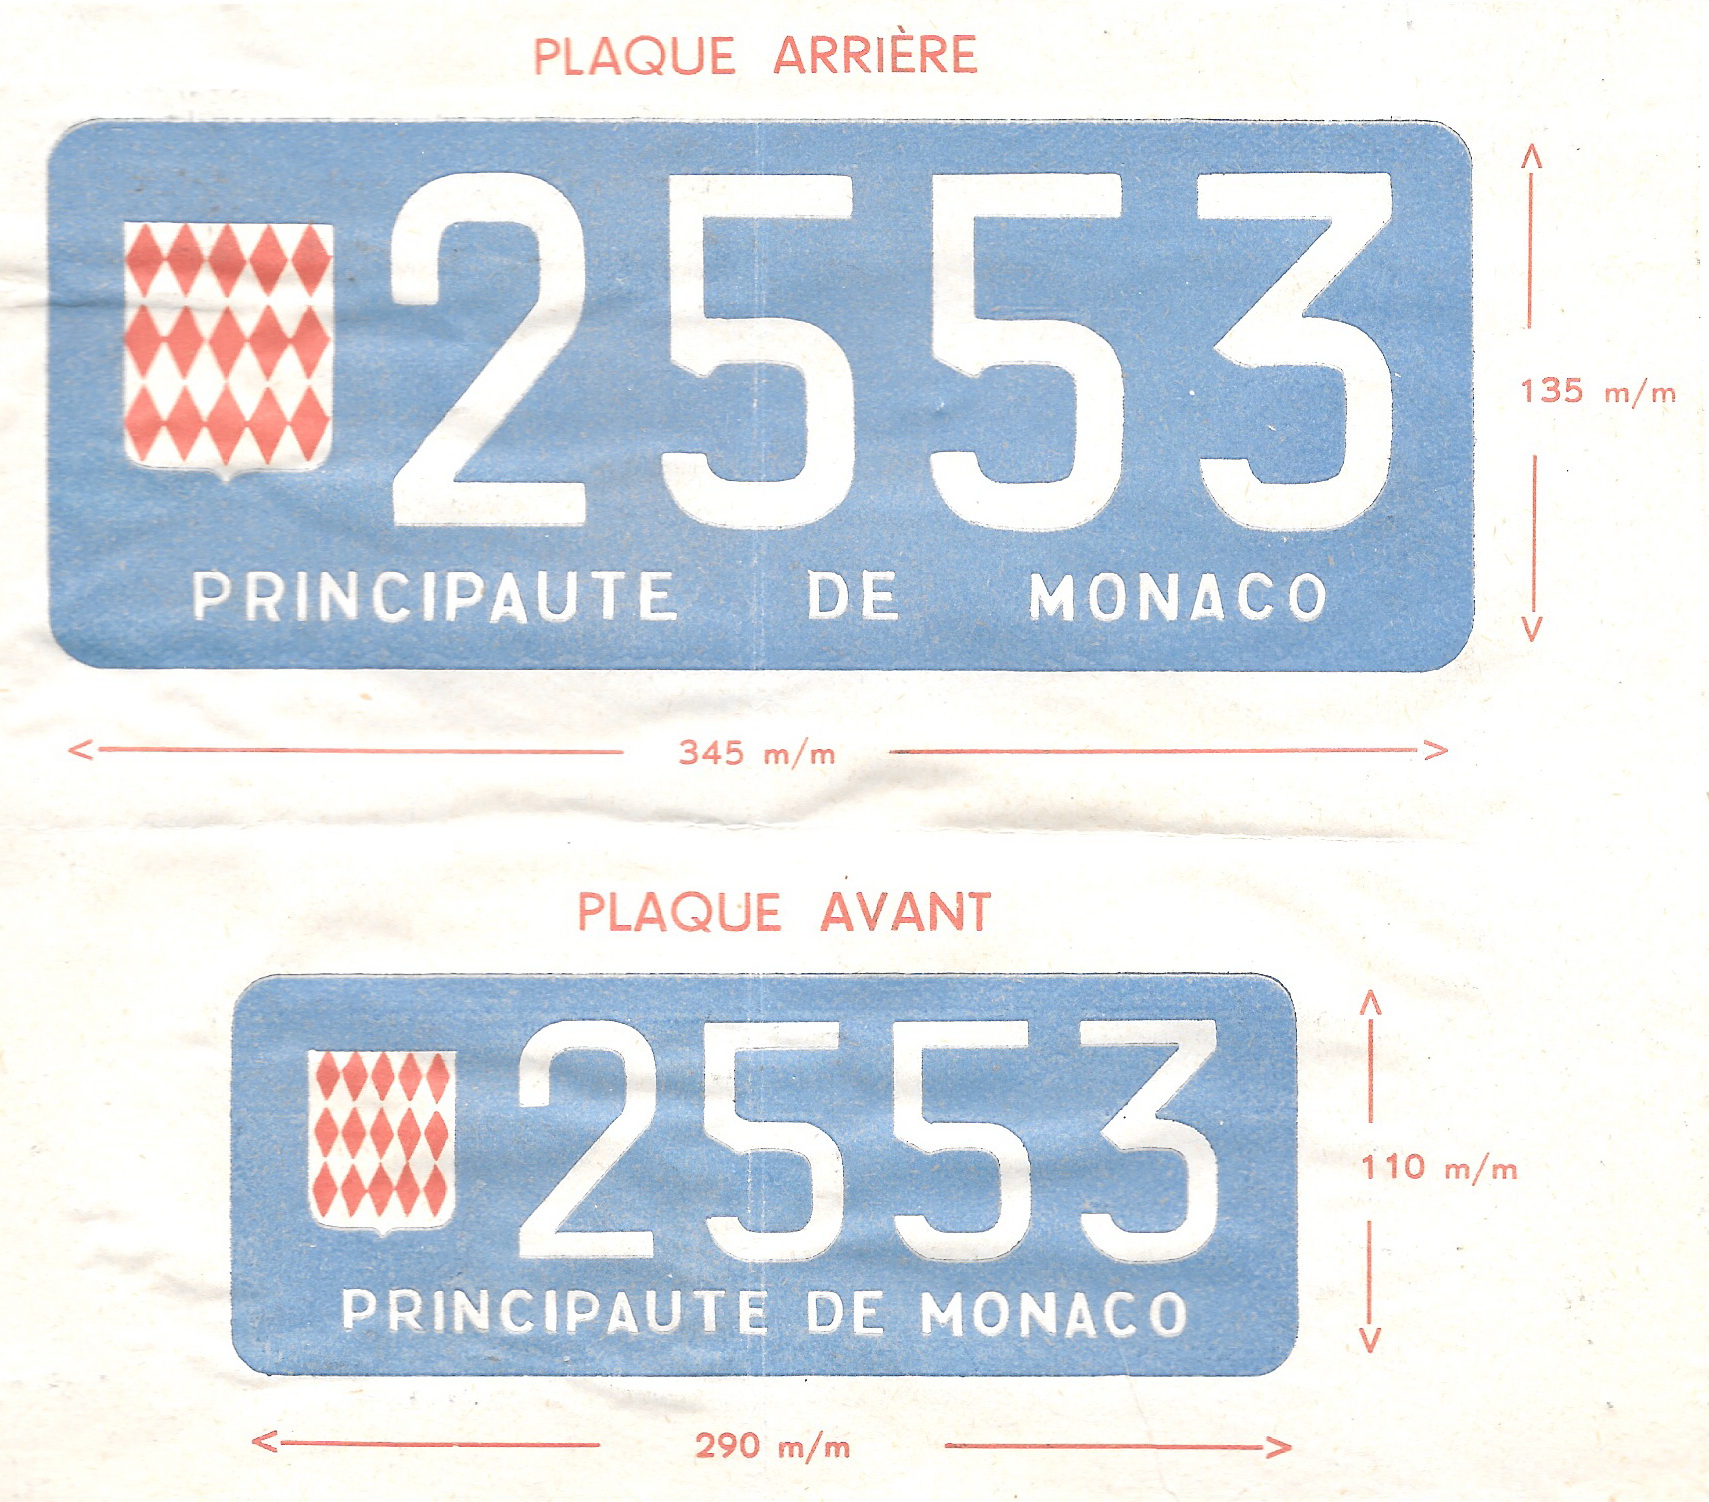 PLAQUE ARRIÈRE
2553
135 m/m
PRINCIPAUTE DE MONACO
345 m/m
PLAQUE AVANT
2553
110 m/m
PRINCIPAUTE DE MONACO
290 m/m